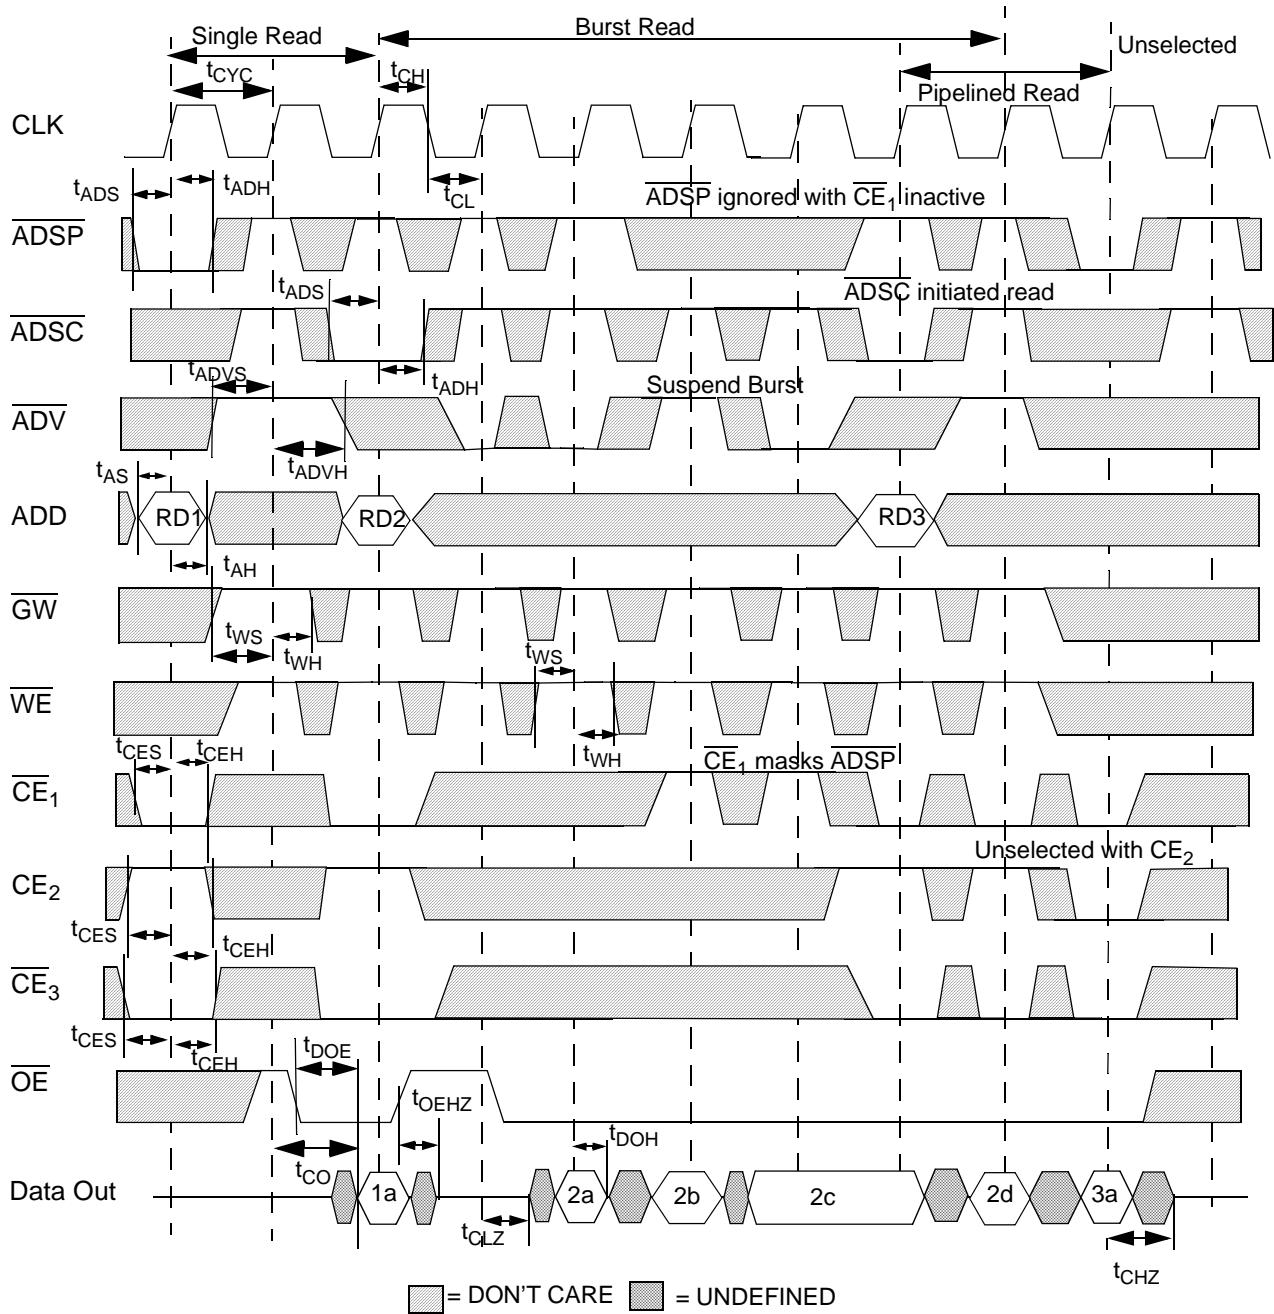 Single Read
Burst Read
Unselected
tCYC
tCH
Pipelined Read
CLK
tADS
tADH
tCL
ADSP ignored with CE1 inactive
ADSP
tADS
ADSC initiated read
ADSC
tADVS
tADH
Suspend Burst
ADV
tADVH
tAS
ADD
RD1
RD2
RD3
tAH
GW
tWS
tWH
tWS
WE
tCES
tCEH
tWH
CE1 masks ADSP
CE1
Unselected with CE2
CE2
tCES
tCEH
CE3
tCES
tCEH
tDOE
OE
tOEHZ
tCO
tDOH
Data Out
1a
2a
2b
2c
2d
3a
tCLZ
tCHZ
= DON'T CARE
= UNDEFINED